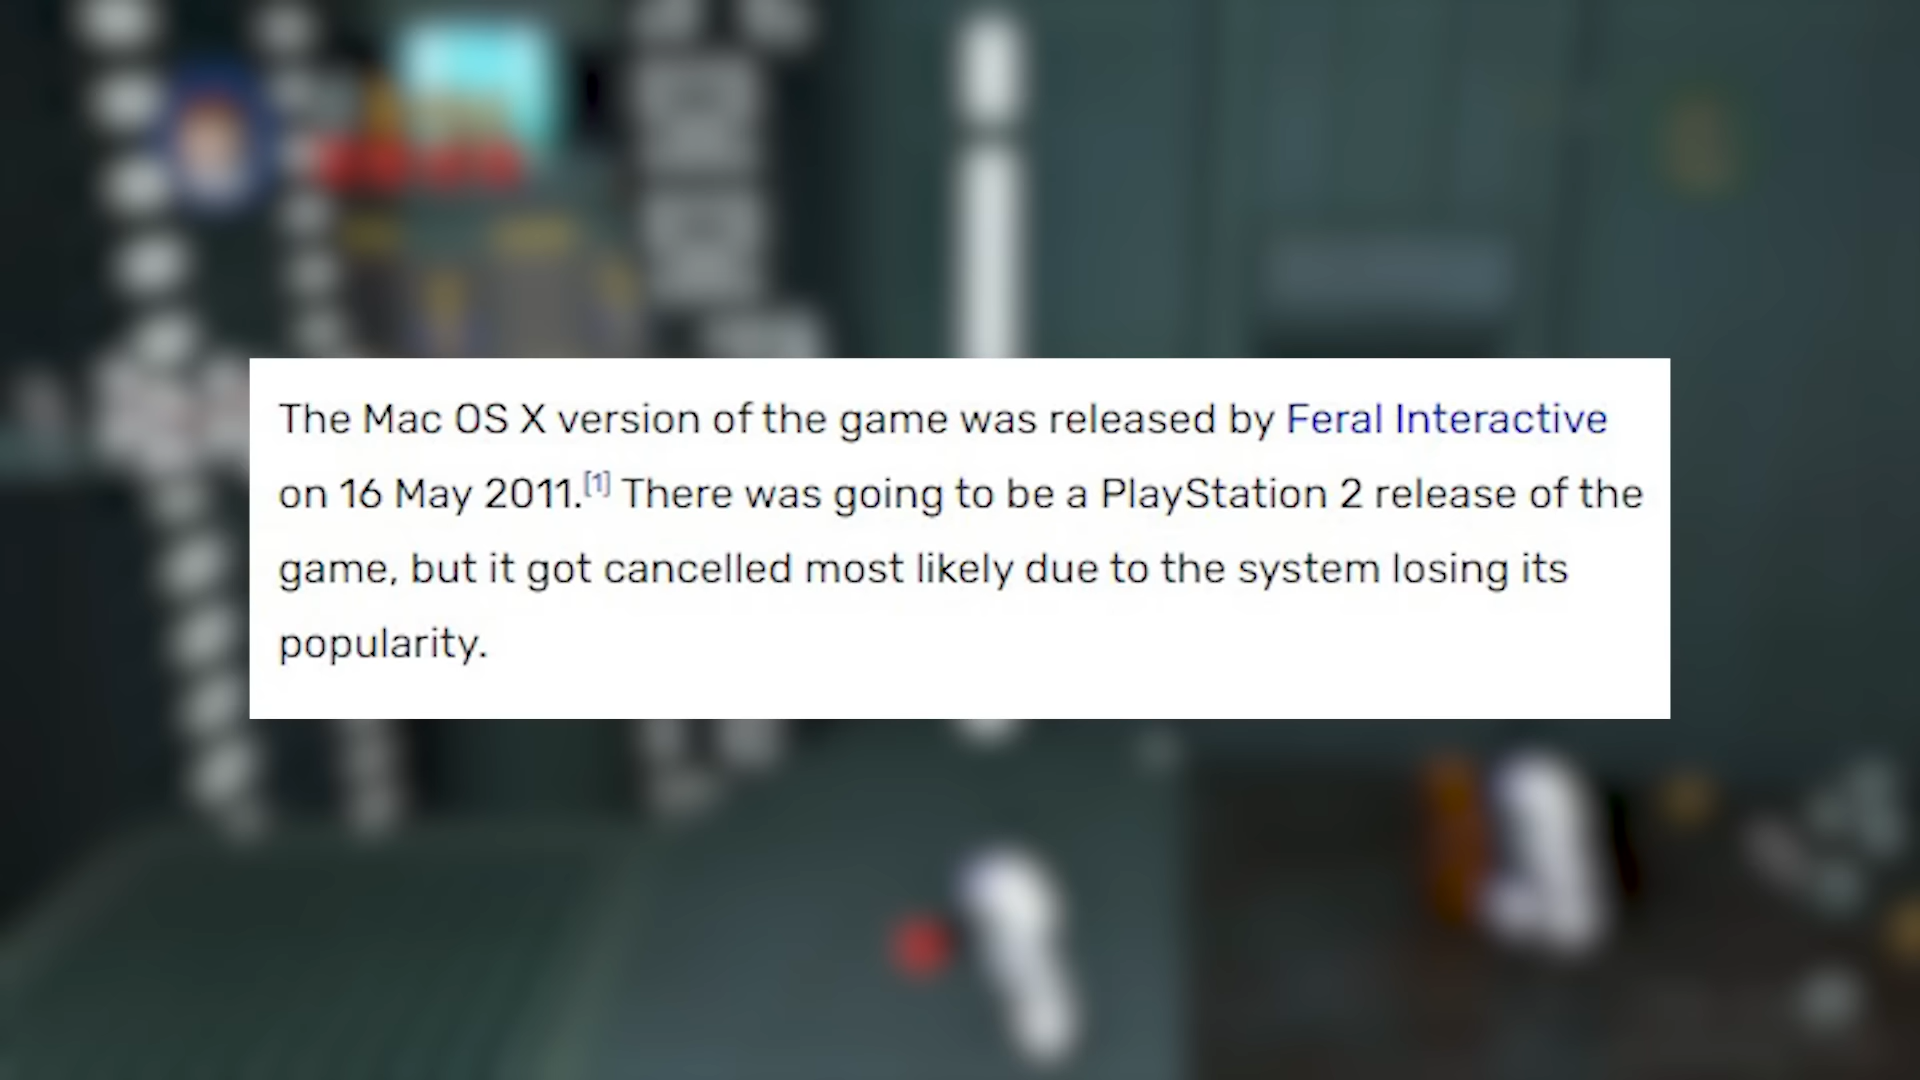 The Mac OS X version of the game was released by Feral Interactive
on 16 May 2011.[1] There was going to be a PlayStation 2 release of the
game, but it got cancelled most likely due to the system losing its
popularity.